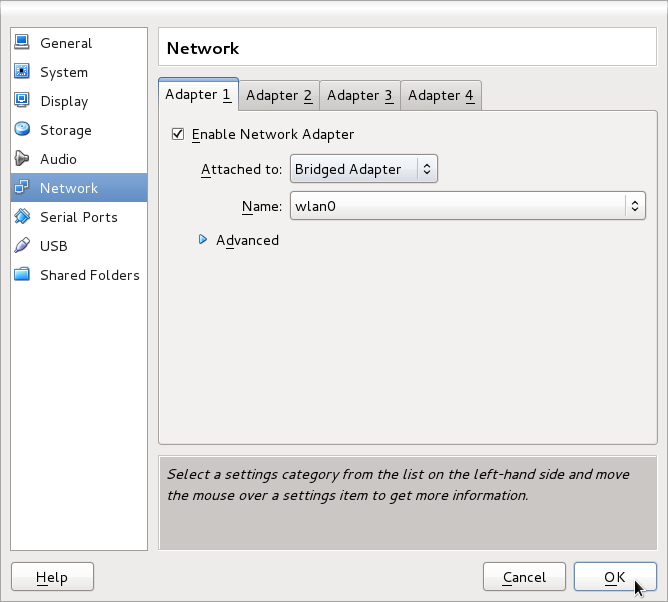 General
System
Display
Storage
Audio
Network
Serial Ports
USB
Shared Folders
Network
Adapter 1 Adapter 2 Adapter 3 Adapter 4
Enable Network Adapter
Attached to: Bridged Adapter
Name: wlan0
Advanced
Select a settings category from the list on the left-hand side and move
the mouse over a settings item to get more information.
Help Cancel OK